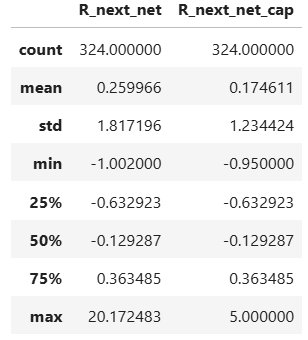 R_next_net R_next_net_cap
count 324.000000 324.000000
mean 0.259966 0.174611
std 1.817196 1.234424
min -1.002000 -0.950000
25% -0.632923 -0.632923
50% -0.129287 -0.129287
75% 0.363485 0.363485
max 20.172483 5.000000